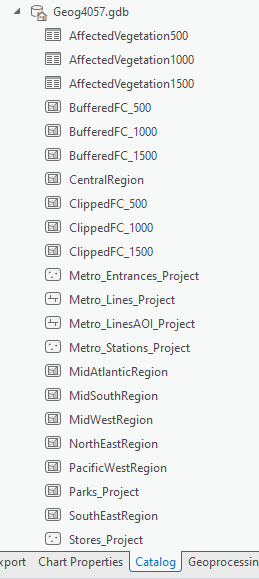 Geog4057.gdb
AffectedVegetation500
AffectedVegetation1000
AffectedVegetation1500
BufferedFC_500
BufferedFC_1000
BufferedFC_1500
CentralRegion
ClippedFC_500
ClippedFC_1000
ClippedFC_1500
Metro_Entrances_Project
Metro_Lines_Project
Metro_LinesAOI_Project
Metro_Stations_Project
MidAtlanticRegion
MidSouthRegion
MidWestRegion
NorthEastRegion
PacificWestRegion
Parks_Project
SouthEastRegion
Stores_Project
xport Chart Properties Catalog Geoprocessing